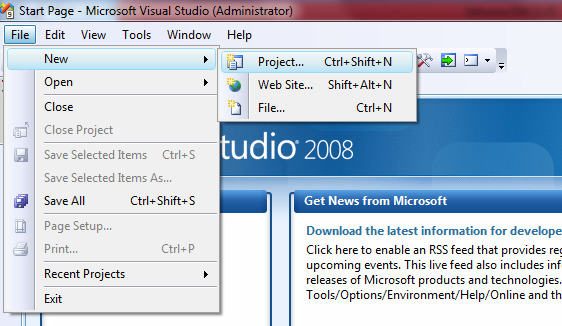 Start Page - Microsoft Visual Studio (Administrator)
File Edit View Tools Window Help
New
Open
Close
Close Project
Save Selected Items Ctrl+S
Save Selected Items As...
Save All Ctrl+Shift+S
Page Setup...
Print... Ctrl+P
Recent Projects
Exit
Project... Ctrl+Shift+N
Web Site... Shift+Alt+N
File... Ctrl+N
tudio 2008
Get News from Microsoft
Download the latest information for develope
Click here to enable an RSS feed that provides reg
upcoming events. This live feed also includes inf
releases of Microsoft products and technologies.
Tools/Options/Environment/Help/Online and th